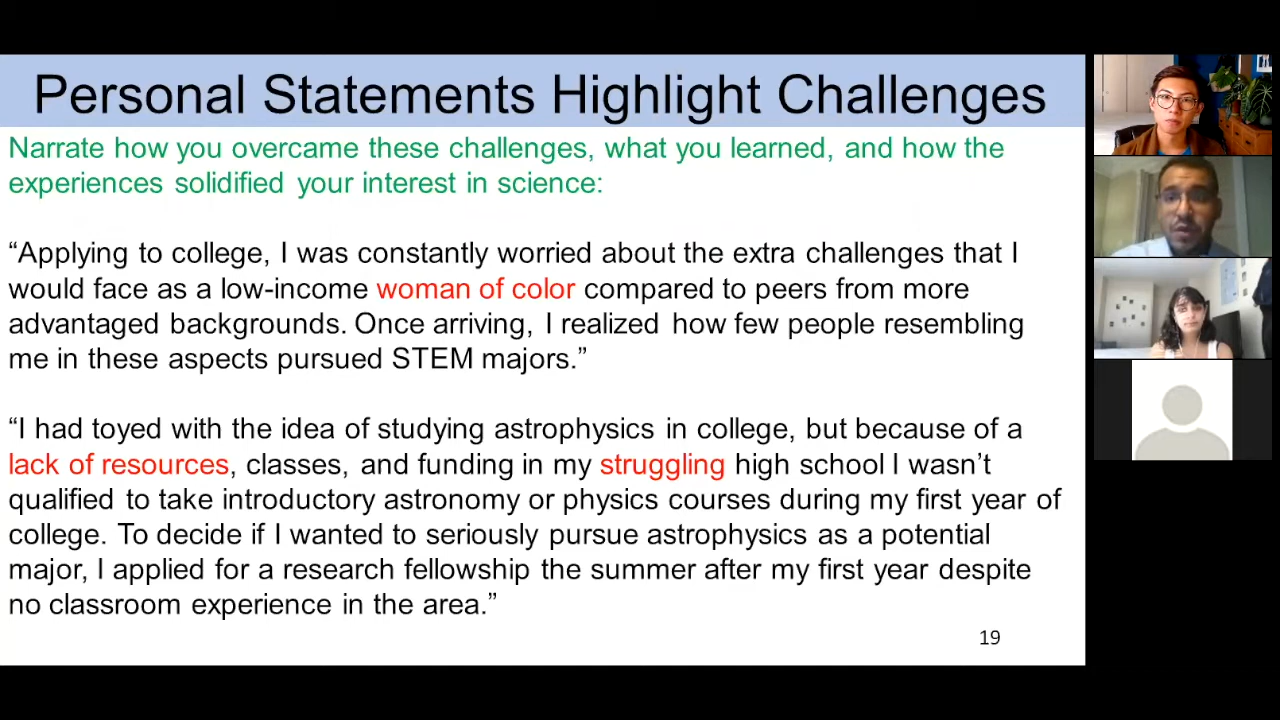 Personal Statements Highlight Challenges
Narrate how you overcame these challenges, what you learned, and how the
experiences solidified your interest in science:
“Applying to college, I was constantly worried about the extra challenges that I
would face as a low-income woman of color compared to peers from more
advantaged backgrounds. Once arriving, I realized how few people resembling
me in these aspects pursued STEM majors.”
“I had toyed with the idea of studying astrophysics in college, but because of a
lack of resources, classes, and funding in my struggling high school I wasn’t
qualified to take introductory astronomy or physics courses during my first year of
college. To decide if I wanted to seriously pursue astrophysics as a potential
major, I applied for a research fellowship the summer after my first year despite
no classroom experience in the area.”
19